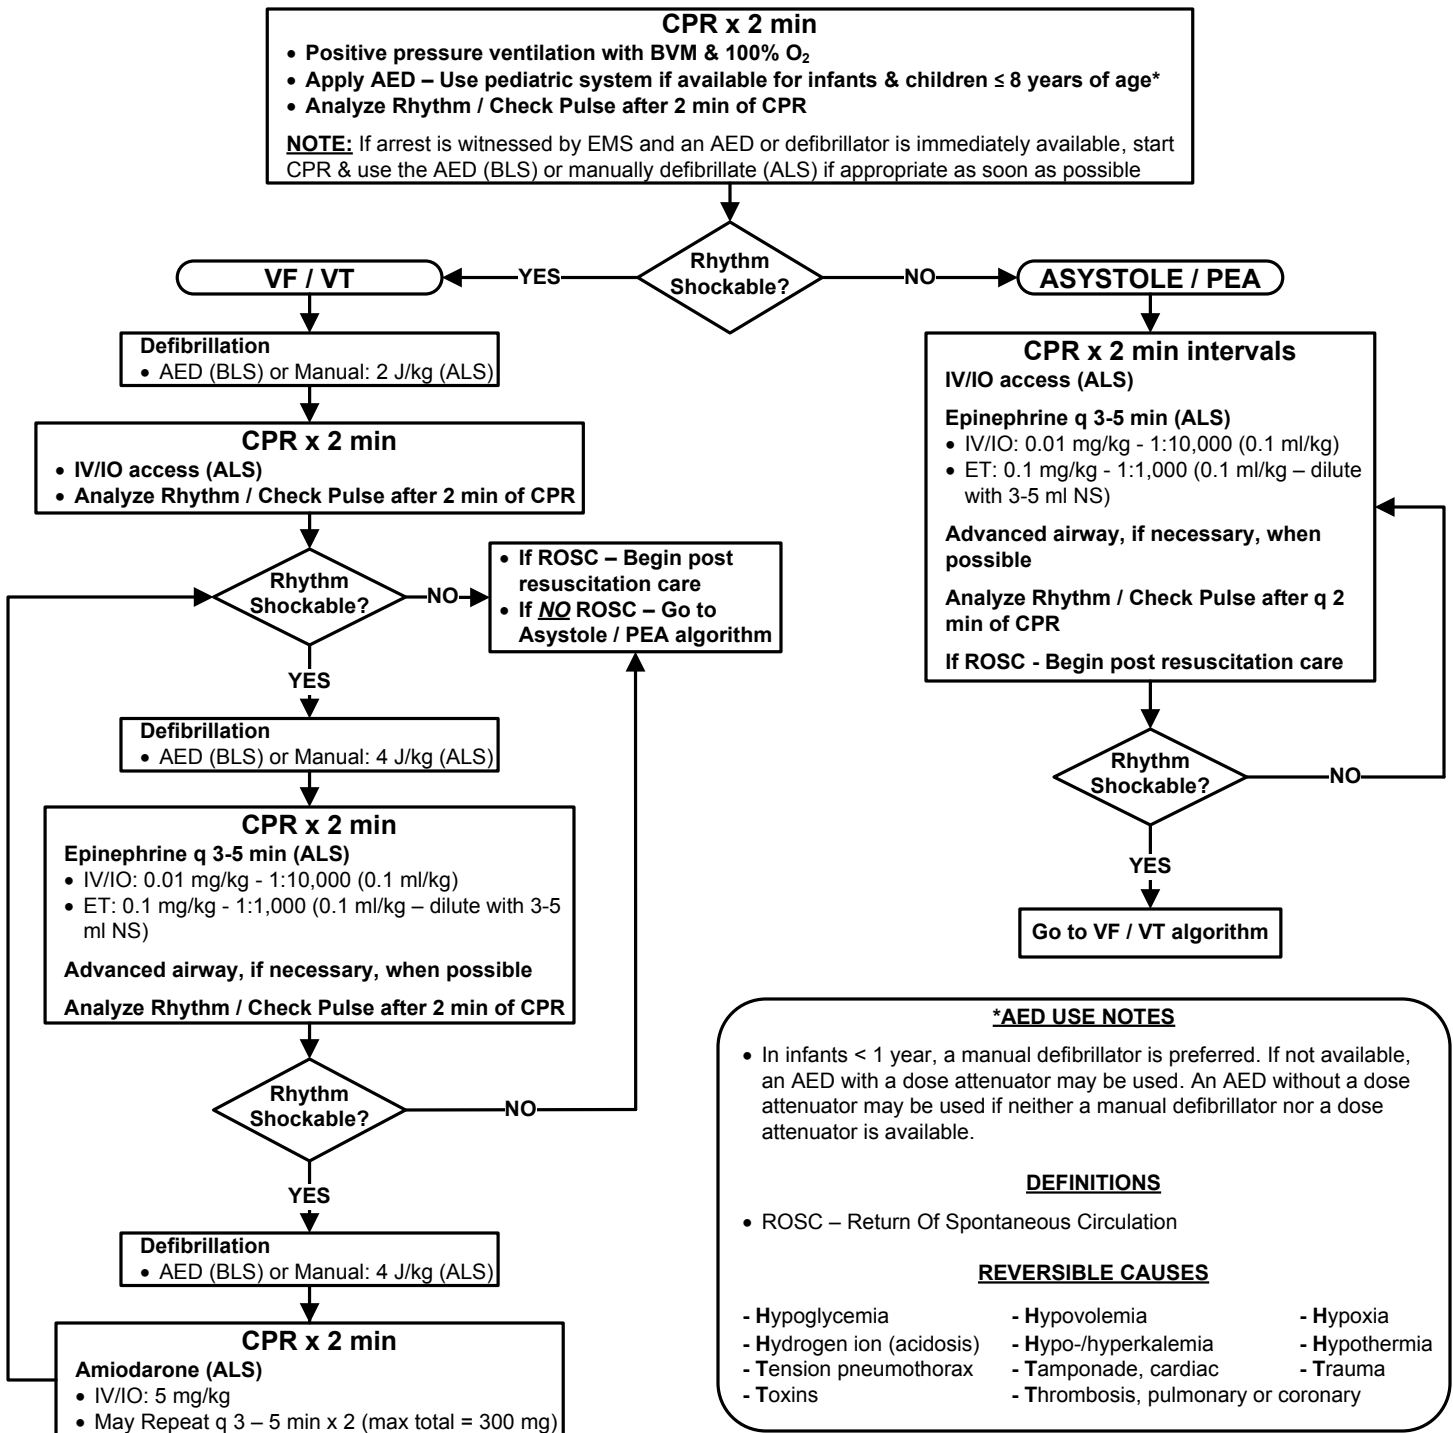 CPR x 2 min
• Positive pressure ventilation with BVM & 100% O₂
• Apply AED – Use pediatric system if available for infants & children ≤ 8 years of age*
• Analyze Rhythm / Check Pulse after 2 min of CPR
NOTE: If arrest is witnessed by EMS and an AED or defibrillator is immediately available, start
CPR & use the AED (BLS) or manually defibrillate (ALS) if appropriate as soon as possible
Rhythm
Shockable?
YES
NO
VF / VT
Defibrillation
• AED (BLS) or Manual: 2 J/kg (ALS)
CPR x 2 min
• IV/IO access (ALS)
• Analyze Rhythm / Check Pulse after 2 min of CPR
Rhythm
Shockable?
NO
• If ROSC – Begin post
resuscitation care
• If NO ROSC – Go to
Asystole / PEA algorithm
YES
Defibrillation
• AED (BLS) or Manual: 4 J/kg (ALS)
CPR x 2 min
Epinephrine q 3-5 min (ALS)
• IV/IO: 0.01 mg/kg - 1:10,000 (0.1 ml/kg)
• ET: 0.1 mg/kg - 1:1,000 (0.1 ml/kg – dilute with 3-5
ml NS)
Advanced airway, if necessary, when possible
Analyze Rhythm / Check Pulse after 2 min of CPR
Rhythm
Shockable?
NO
YES
Defibrillation
• AED (BLS) or Manual: 4 J/kg (ALS)
CPR x 2 min
Amiodarone (ALS)
• IV/IO: 5 mg/kg
• May Repeat q 3 – 5 min x 2 (max total = 300 mg)
ASYSTOLE / PEA
CPR x 2 min intervals
IV/IO access (ALS)
Epinephrine q 3-5 min (ALS)
• IV/IO: 0.01 mg/kg - 1:10,000 (0.1 ml/kg)
• ET: 0.1 mg/kg - 1:1,000 (0.1 ml/kg – dilute
with 3-5 ml NS)
Advanced airway, if necessary, when
possible
Analyze Rhythm / Check Pulse after q 2
min of CPR
If ROSC - Begin post resuscitation care
Rhythm
Shockable?
NO
YES
Go to VF / VT algorithm
*AED USE NOTES
• In infants < 1 year, a manual defibrillator is preferred. If not available,
an AED with a dose attenuator may be used. An AED without a dose
attenuator may be used if neither a manual defibrillator nor a dose
attenuator is available.
DEFINITIONS
• ROSC – Return Of Spontaneous Circulation
REVERSIBLE CAUSES
- Hypoglycemia - Hypovolemia - Hypoxia
- Hydrogen ion (acidosis) - Hypo-/hyperkalemia - Hypothermia
- Tension pneumothorax - Tamponade, cardiac - Trauma
- Toxins - Thrombosis, pulmonary or coronary